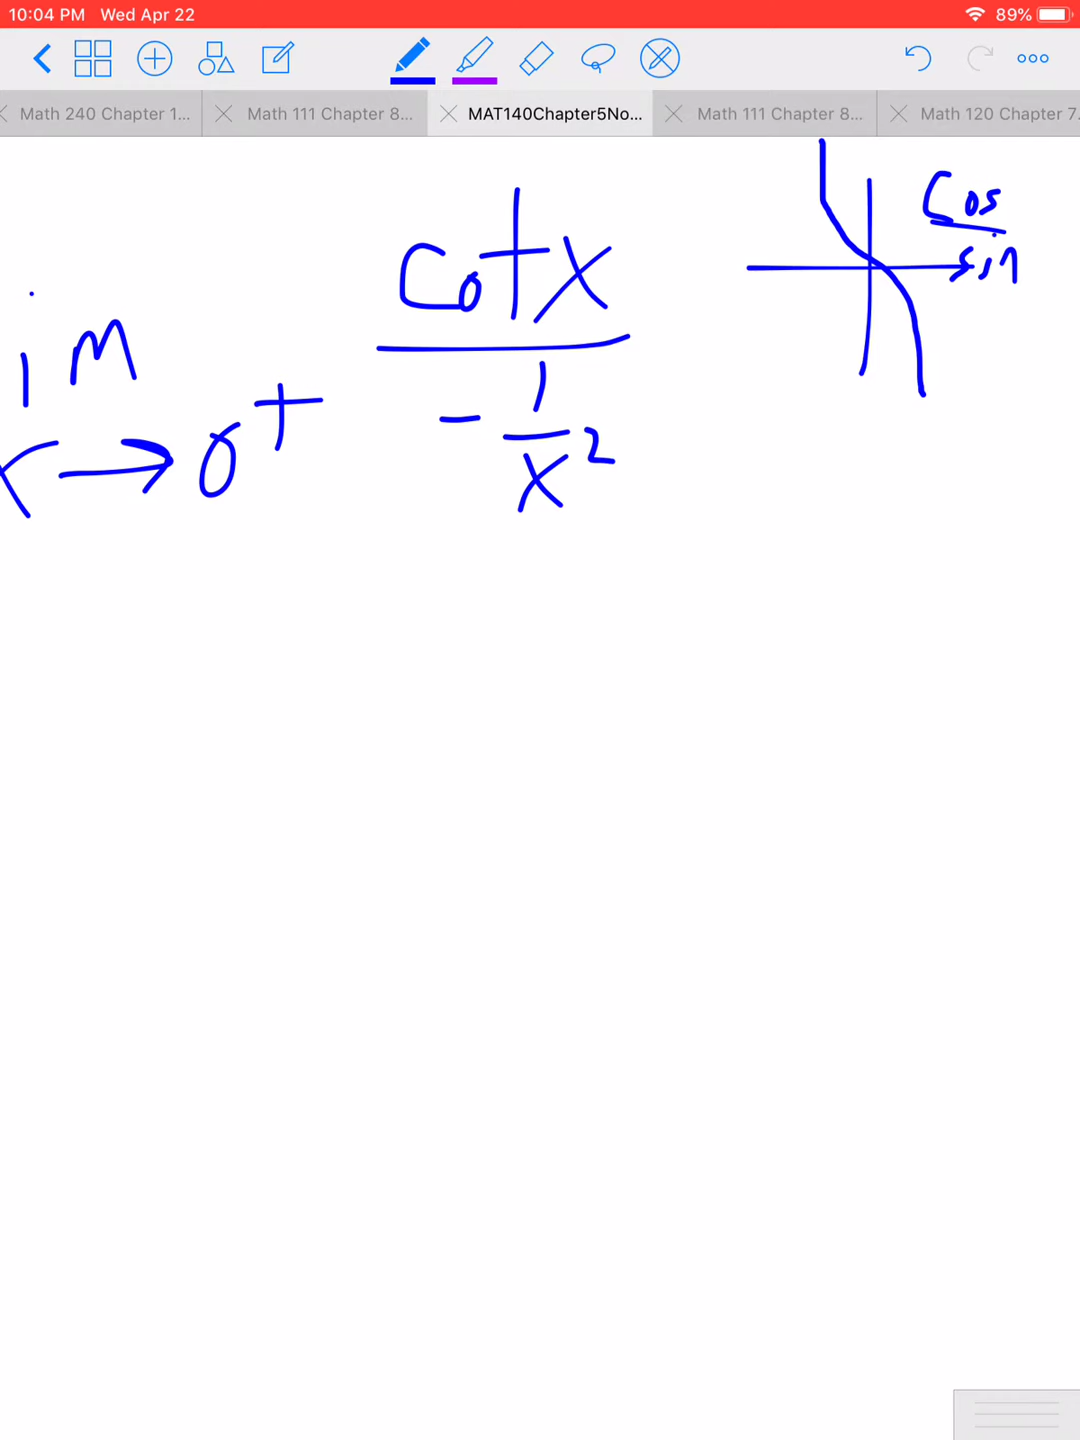 10:04 PM Wed Apr 22 89%
Math 240 Chapter 1... Math 111 Chapter 8... MAT140Chapter5No... Math 111 Chapter 8... Math 120 Chapter 7.
Cos
sin
cot x
im
x → 0⁺
- 1
x²